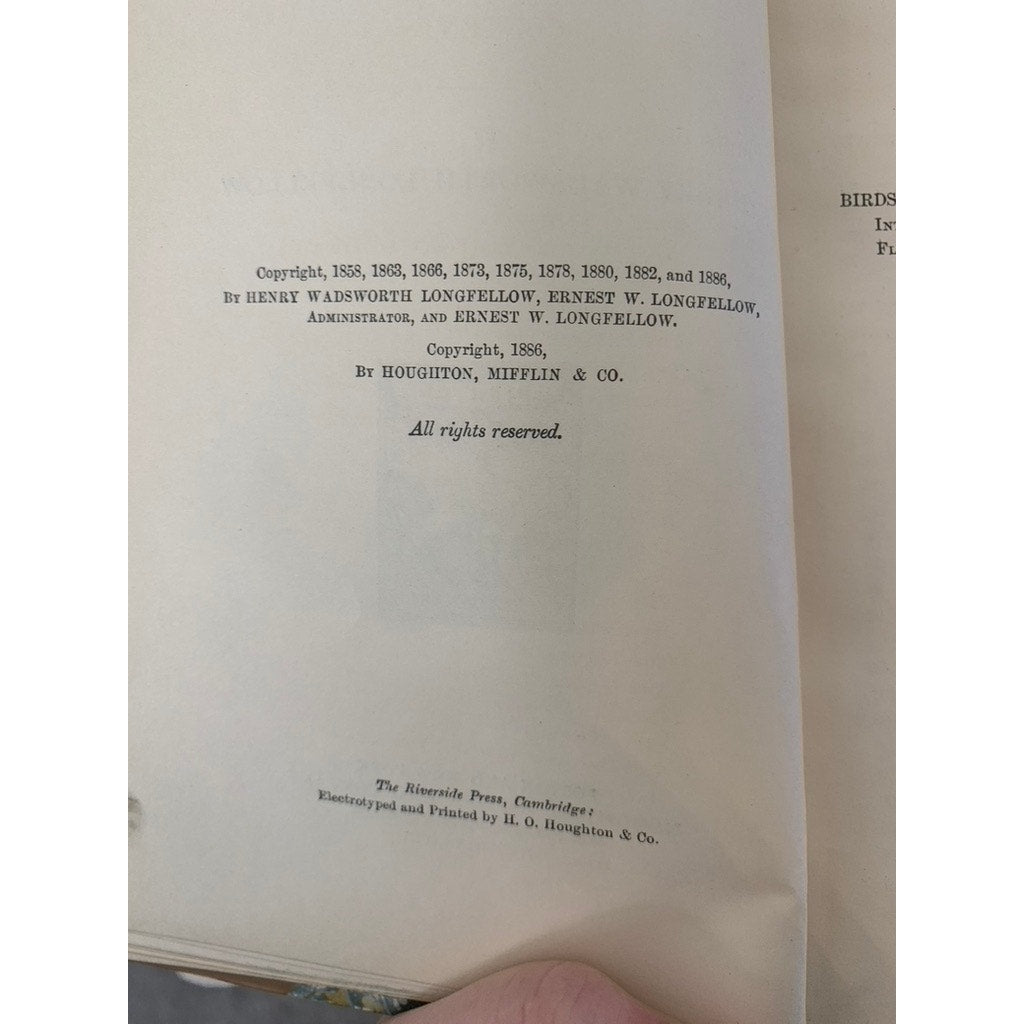 Copyright, 1858, 1863, 1866, 1873, 1875, 1878, 1880, 1882, and 1886,
By HENRY WADSWORTH LONGFELLOW, ERNEST W. LONGFELLOW,
Administrator, and ERNEST W. LONGFELLOW.
Copyright, 1886,
By HOUGHTON, MIFFLIN & CO.
All rights reserved.
The Riverside Press, Cambridge:
Electrotyped and Printed by H. O. Houghton & Co.
BIRDS